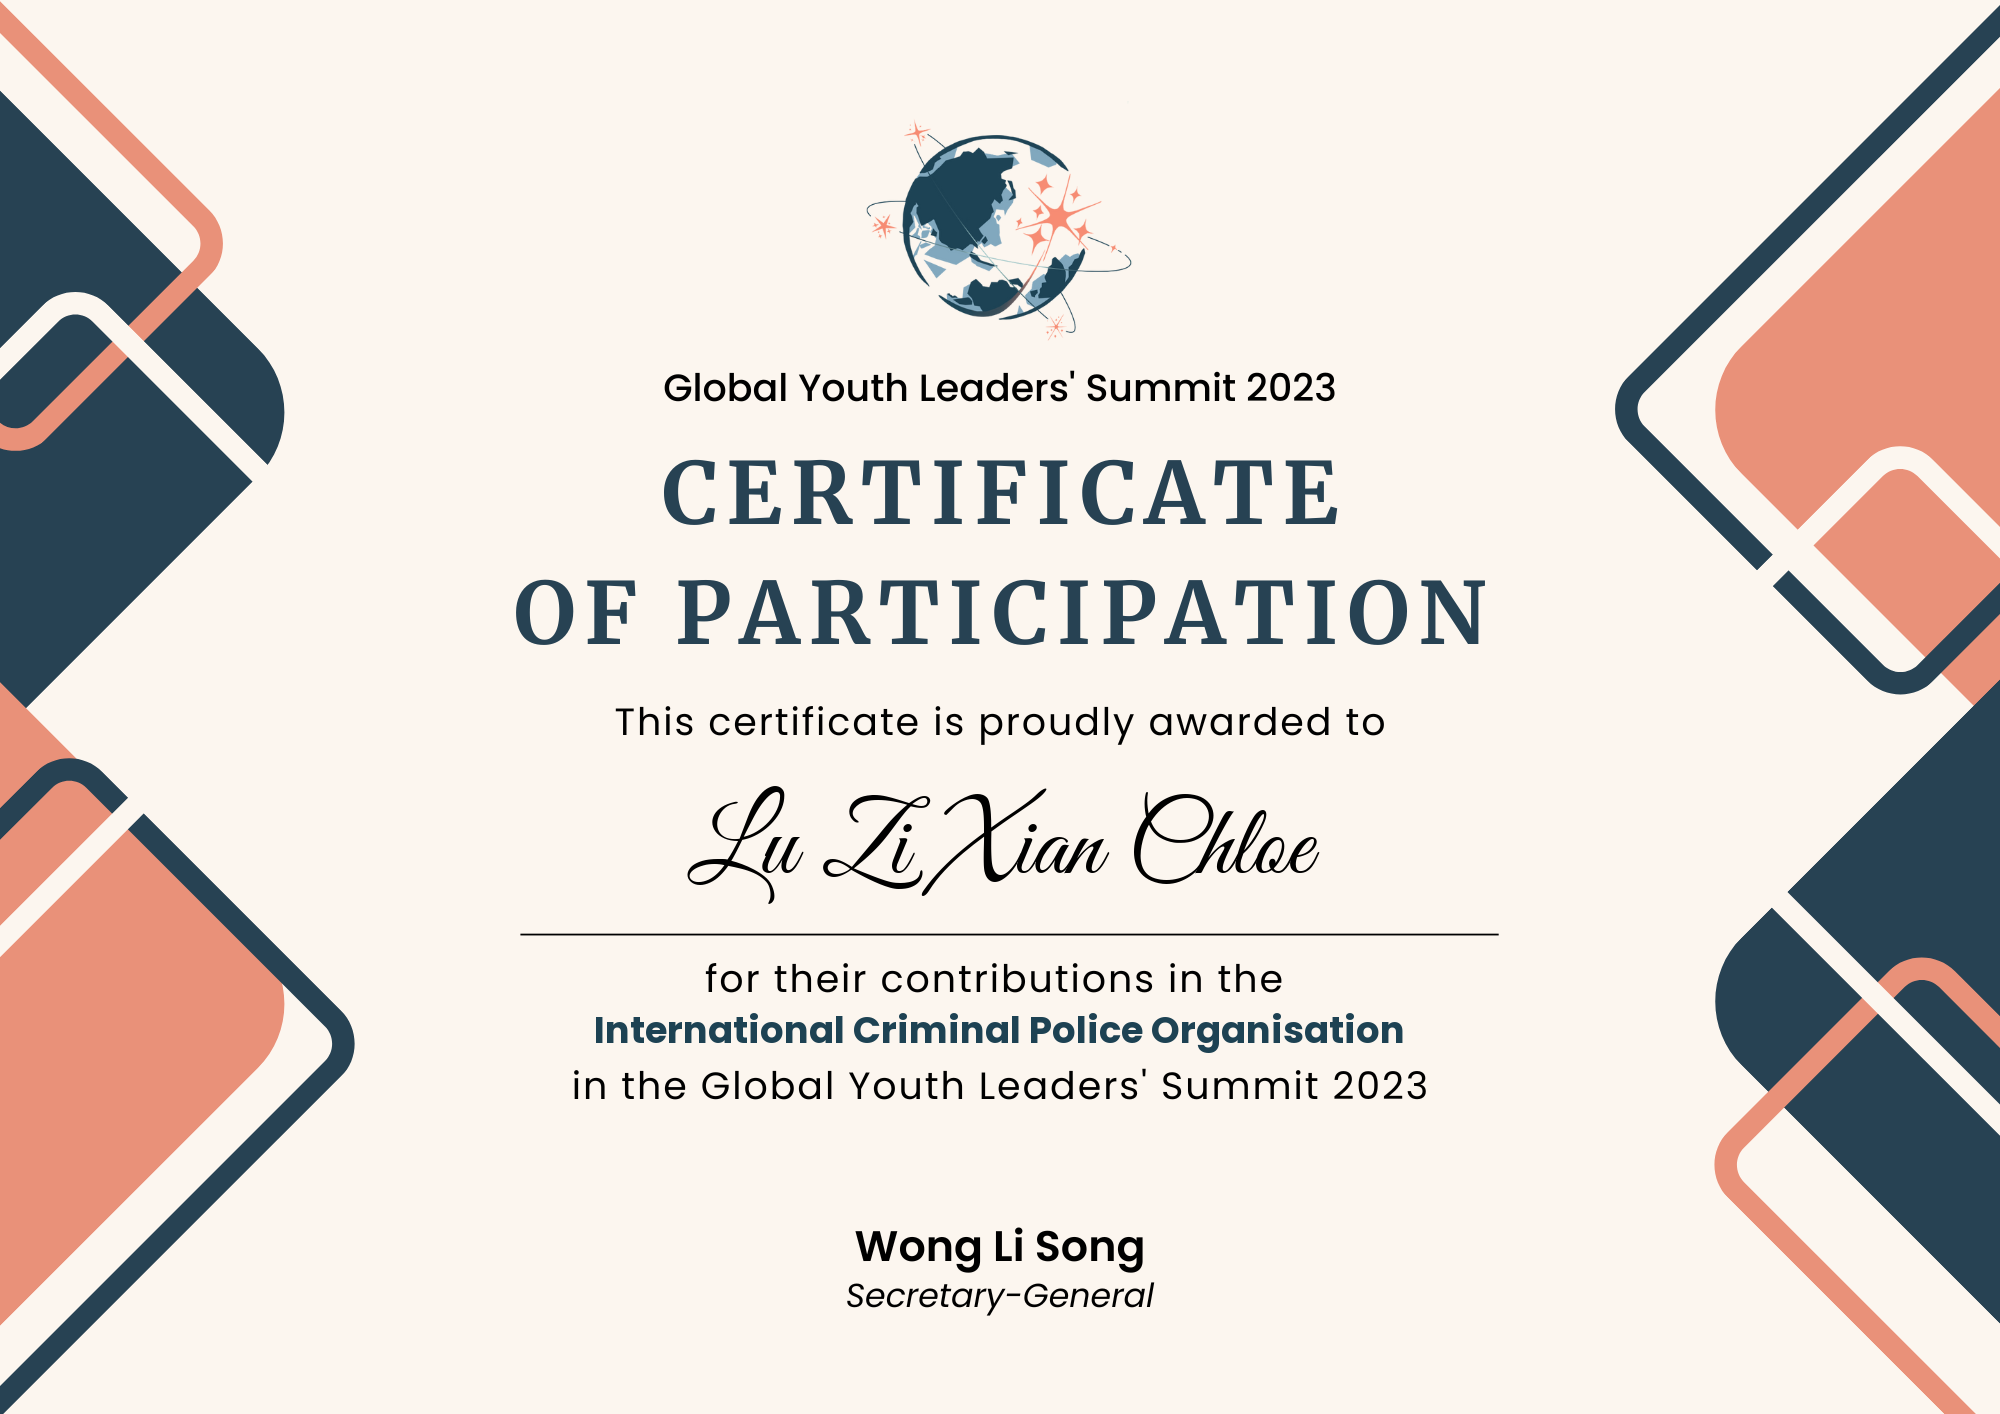 Global Youth Leaders' Summit 2023
CERTIFICATE
OF PARTICIPATION
This certificate is proudly awarded to
Lu Zi Xian Chloe
for their contributions in the
International Criminal Police Organisation
in the Global Youth Leaders' Summit 2023
Wong Li Song
Secretary-General